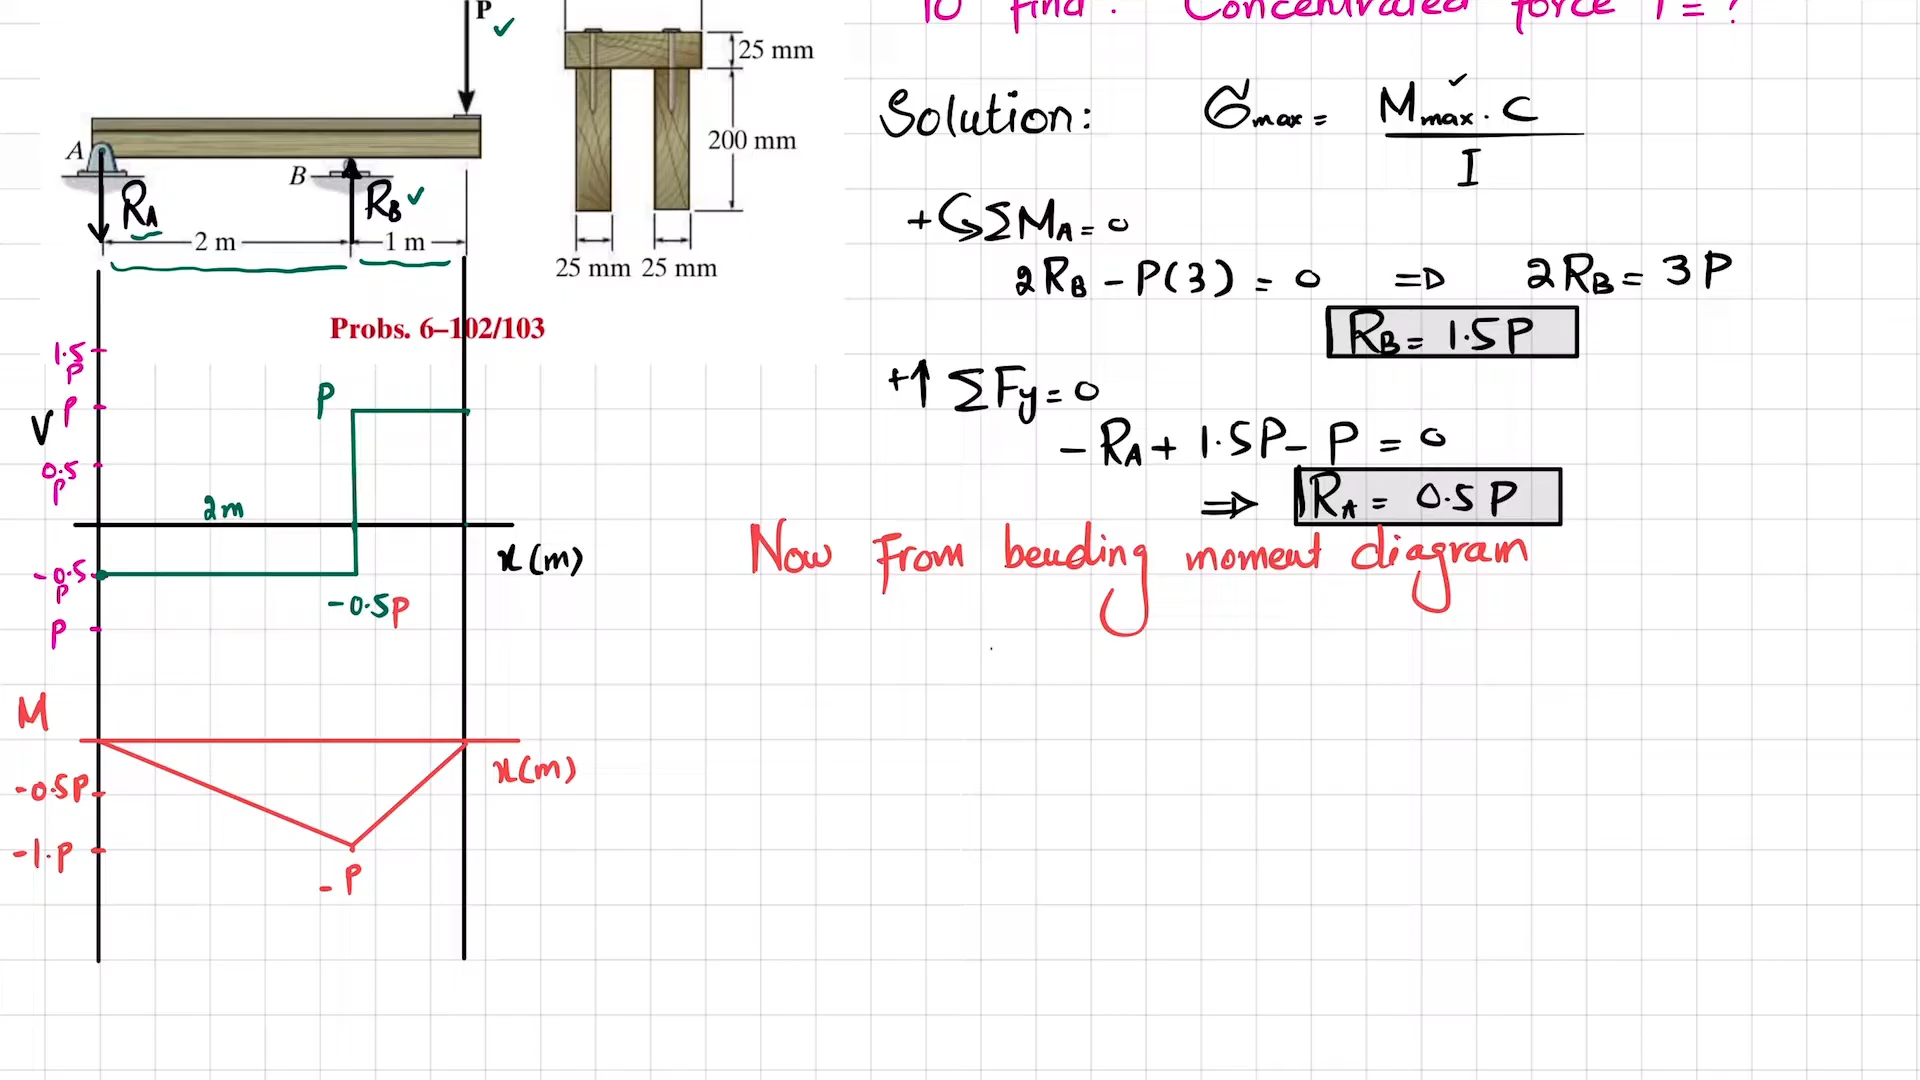 To find: Concentrated force P = ?
P ✓
25 mm
200 mm
25 mm 25 mm
A
B
RA
RB ✓
2 m
1 m
Probs. 6–102/103
Solution: σmax = Mmax . C / I
+ ΣMA = 0
2RB - P(3) = 0 ⇒ 2RB = 3P
RB = 1.5P
+↑ ΣFy = 0
- RA + 1.5P - P = 0
⇒ RA = 0.5P
Now From bending moment diagram
V
1.5 P
P
0.5 P
-0.5 P
P
P
2m
-0.5P
x(m)
M
-0.5P
-1.P
- P
x(m)